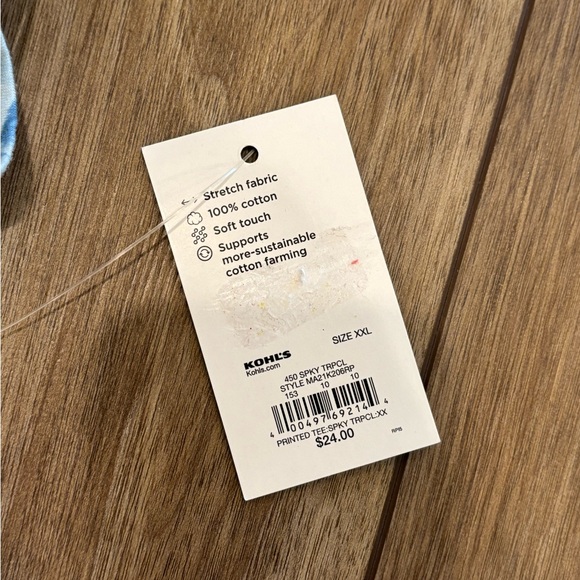 Stretch fabric
100% cotton
Soft touch
Supports
more-sustainable
cotton farming
SIZE XXL
KOHL'S
Kohls.com
450 SPKY TRPCL
STYLE MA21K206RP
153 10 10
4 00497 69214 4
PRINTED TEE:SPKY TRPCL:XX
$24.00
RPB